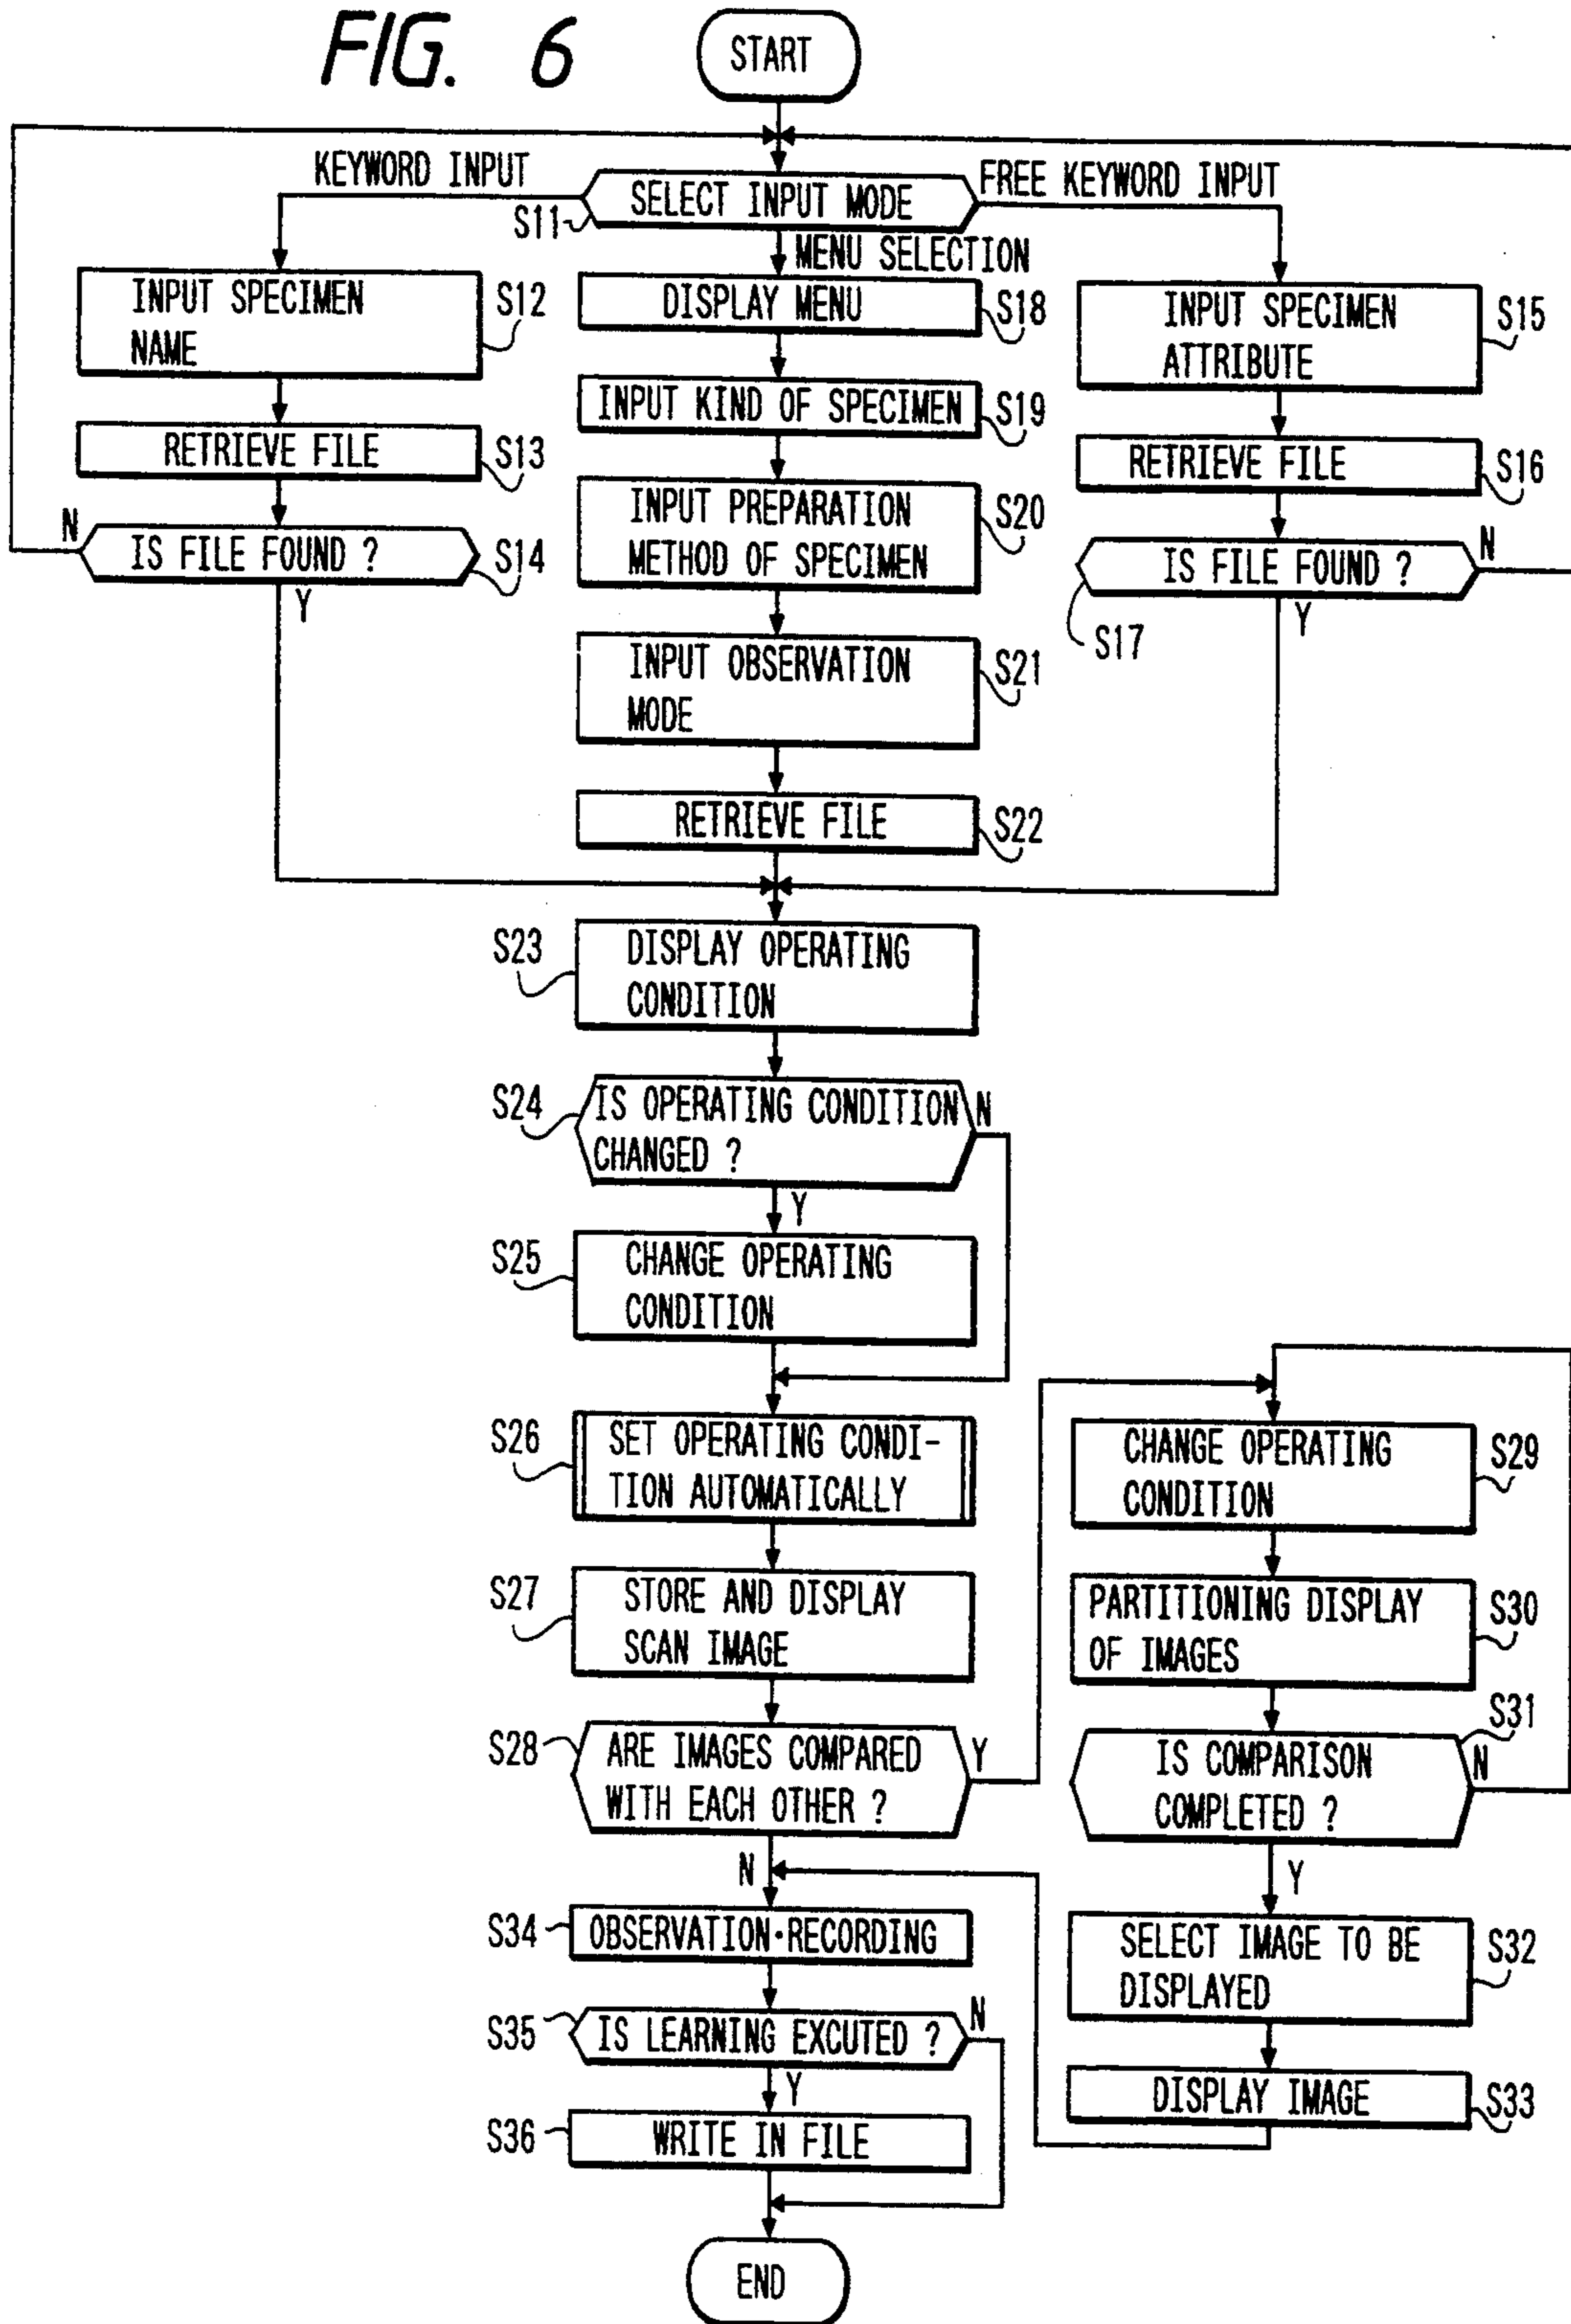 FIG. 6
START
KEYWORD INPUT
FREE KEYWORD INPUT
SELECT INPUT MODE
S11
MENU SELECTION
INPUT SPECIMEN
NAME
S12
DISPLAY MENU
S18
INPUT SPECIMEN
ATTRIBUTE
S15
INPUT KIND OF SPECIMEN
S19
RETRIEVE FILE
S13
RETRIEVE FILE
S16
INPUT PREPARATION
METHOD OF SPECIMEN
S20
N
IS FILE FOUND ?
S14
Y
IS FILE FOUND ?
N
S17
Y
INPUT OBSERVATION
MODE
S21
RETRIEVE FILE
S22
S23
DISPLAY OPERATING
CONDITION
S24
IS OPERATING CONDITION
CHANGED ?
N
Y
S25
CHANGE OPERATING
CONDITION
S26
SET OPERATING CONDI-
TION AUTOMATICALLY
S27
STORE AND DISPLAY
SCAN IMAGE
S28
ARE IMAGES COMPARED
WITH EACH OTHER ?
Y
N
CHANGE OPERATING
CONDITION
S29
PARTITIONING DISPLAY
OF IMAGES
S30
IS COMPARISON
COMPLETED ?
S31
N
Y
SELECT IMAGE TO BE
DISPLAYED
S32
DISPLAY IMAGE
S33
S34
OBSERVATION·RECORDING
S35
IS LEARNING EXCUTED ?
N
Y
S36
WRITE IN FILE
END